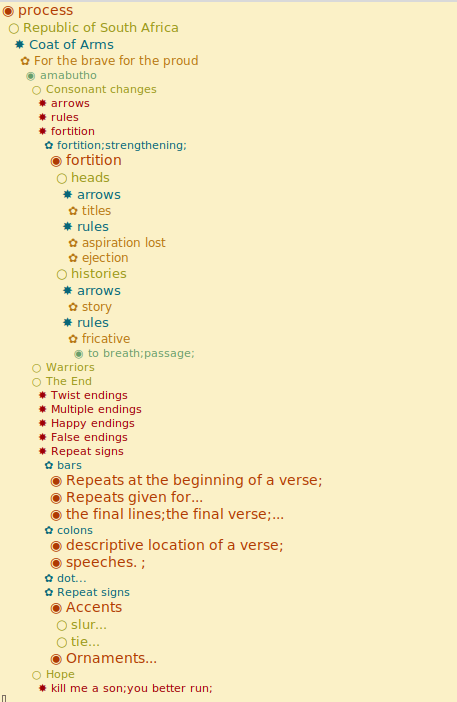 process
Republic of South Africa
Coat of Arms
For the brave for the proud
amabutho
Consonant changes
arrows
rules
fortition
fortition;strengthening;
fortition
heads
arrows
titles
rules
aspiration lost
ejection
histories
arrows
story
rules
fricative
to breath;passage;
Warriors
The End
Twist endings
Multiple endings
Happy endings
False endings
Repeat signs
bars
Repeats at the beginning of a verse;
Repeats given for...
the final lines;the final verse;...
colons
descriptive location of a verse;
speeches. ;
dot...
Repeat signs
Accents
slur...
tie...
Ornaments...
Hope
kill me a son;you better run;